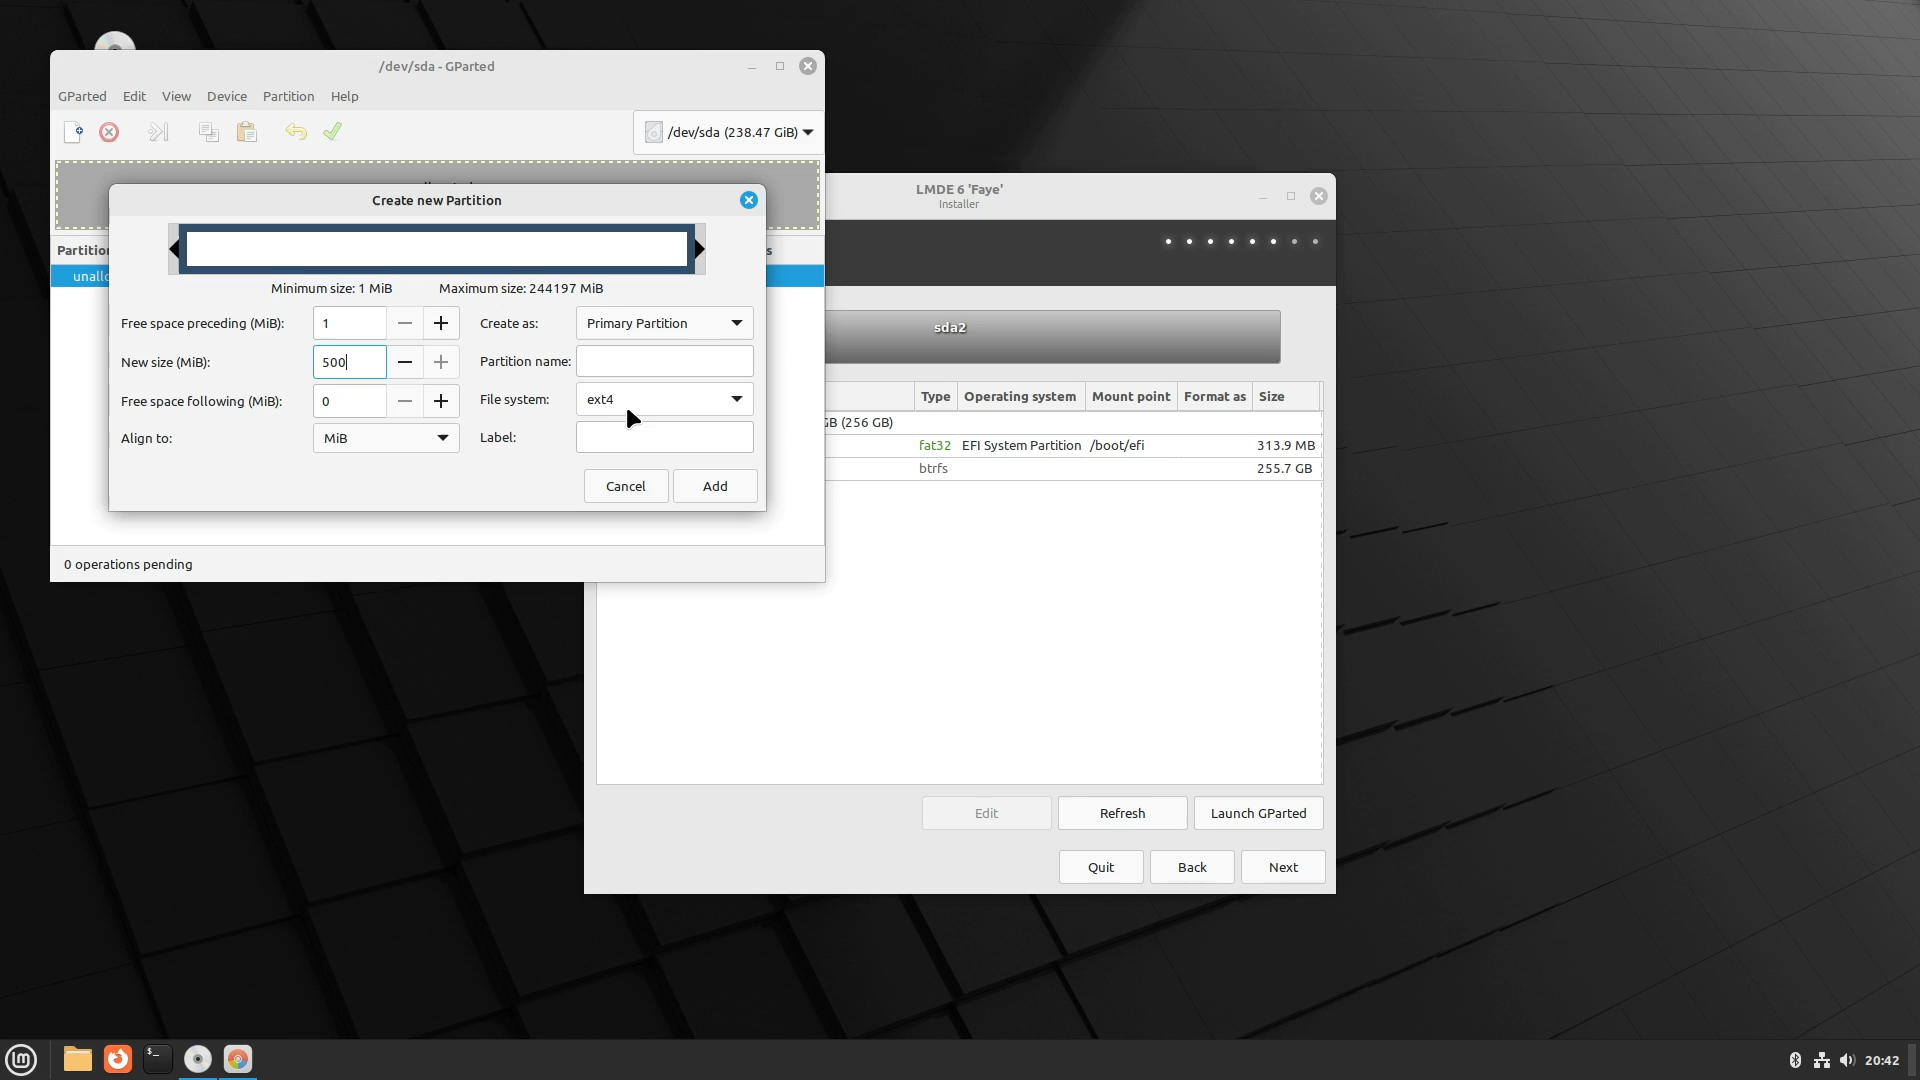 /dev/sda - GParted
GParted Edit View Device Partition Help
/dev/sda (238.47 GiB)
Create new Partition
Minimum size: 1 MiB Maximum size: 244197 MiB
Free space preceding (MiB): 1 Create as: Primary Partition
New size (MiB): 500 Partition name:
Free space following (MiB): 0 File system: ext4
Align to: MiB Label:
Cancel Add
0 operations pending
LMDE 6 'Faye'
Installer
sda2
Type Operating system Mount point Format as Size
GB (256 GB)
fat32 EFI System Partition /boot/efi 313.9 MB
btrfs 255.7 GB
Edit Refresh Launch GParted
Quit Back Next
20:42